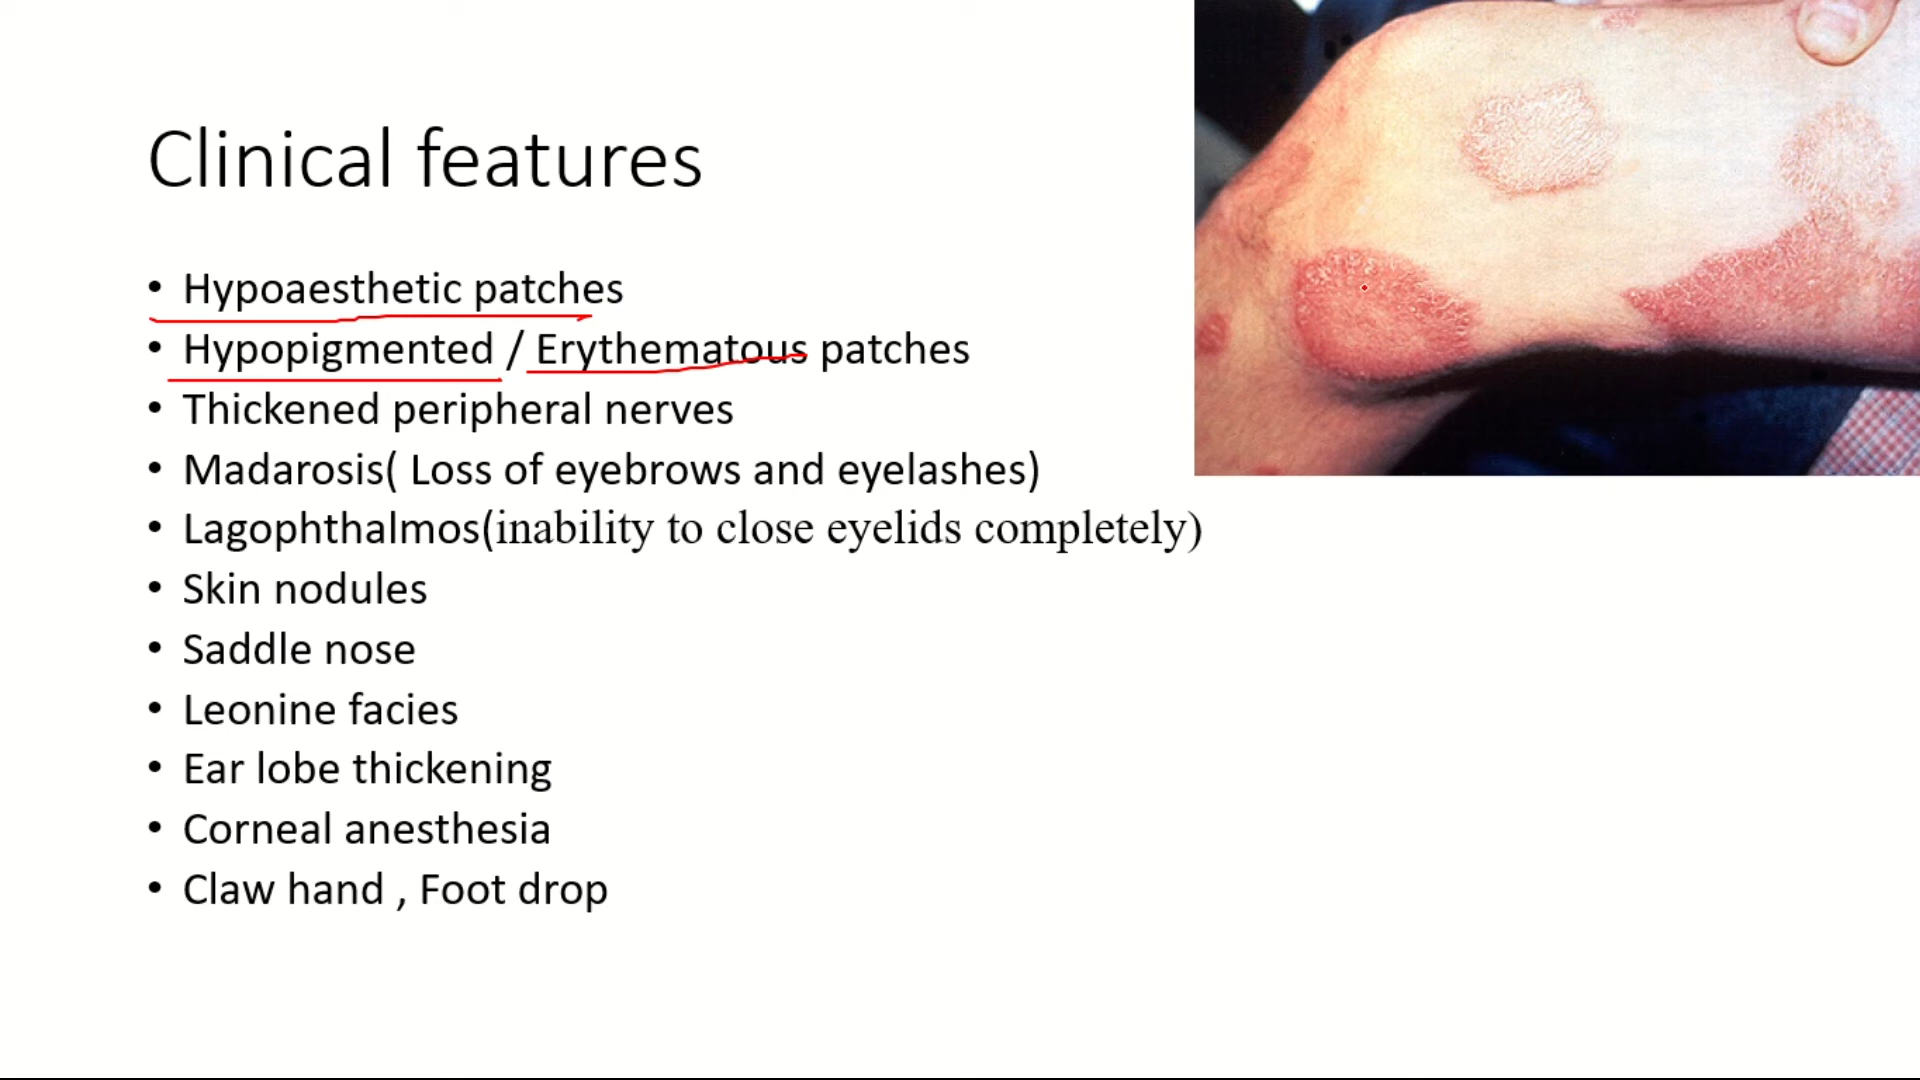 Clinical features
• Hypoaesthetic patches
• Hypopigmented / Erythematous patches
• Thickened peripheral nerves
• Madarosis( Loss of eyebrows and eyelashes)
• Lagophthalmos(inability to close eyelids completely)
• Skin nodules
• Saddle nose
• Leonine facies
• Ear lobe thickening
• Corneal anesthesia
• Claw hand , Foot drop